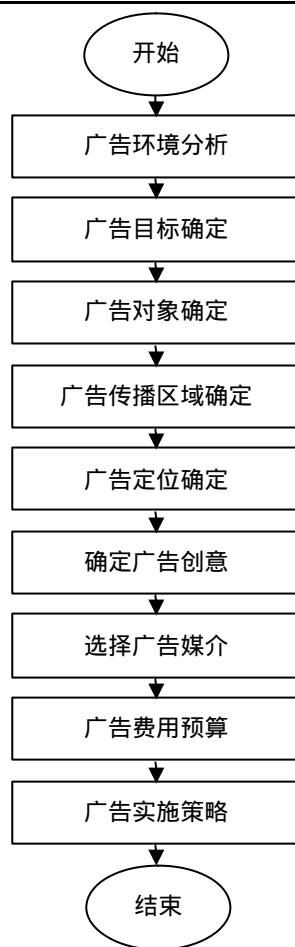 开始
广告环境分析
广告目标确定
广告对象确定
广告传播区域确定
广告定位确定
确定广告创意
选择广告媒介
广告费用预算
广告实施策略
结束